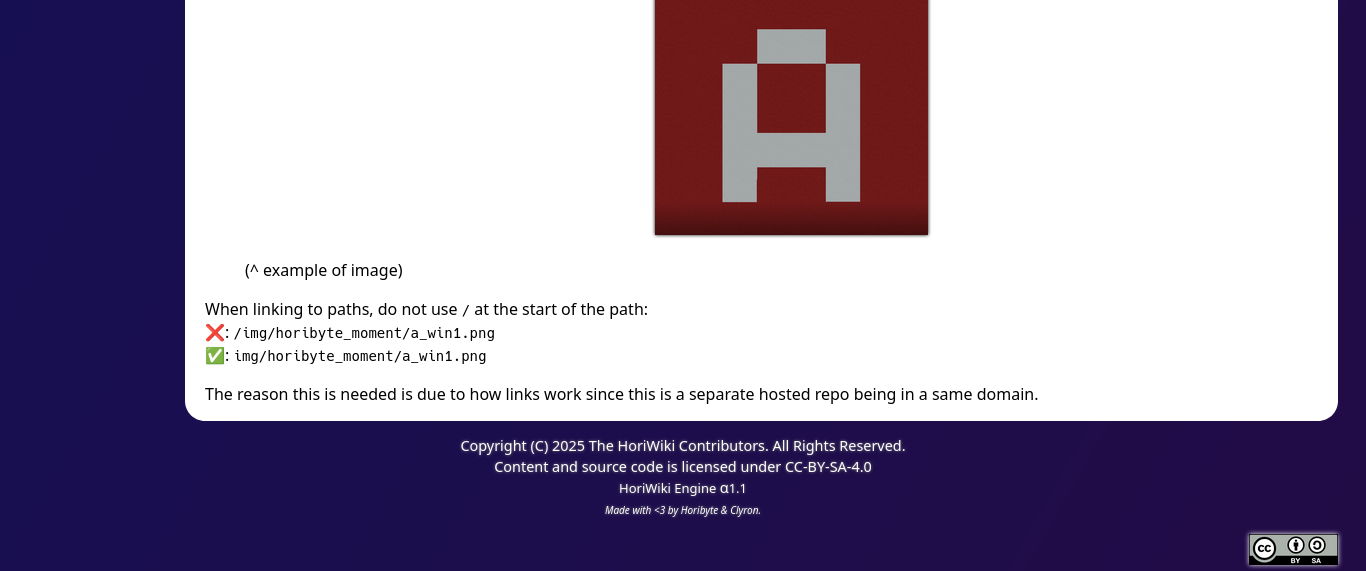 A
(^ example of image)
When linking to paths, do not use / at the start of the path:
❌: /img/horibyte_moment/a_win1.png
✅: img/horibyte_moment/a_win1.png
The reason this is needed is due to how links work since this is a separate hosted repo being in a same domain.
Copyright (C) 2025 The HoriWiki Contributors. All Rights Reserved.
Content and source code is licensed under CC-BY-SA-4.0
HoriWiki Engine α1.1
Made with <3 by Horibyte & Clyron.
cc BY SA